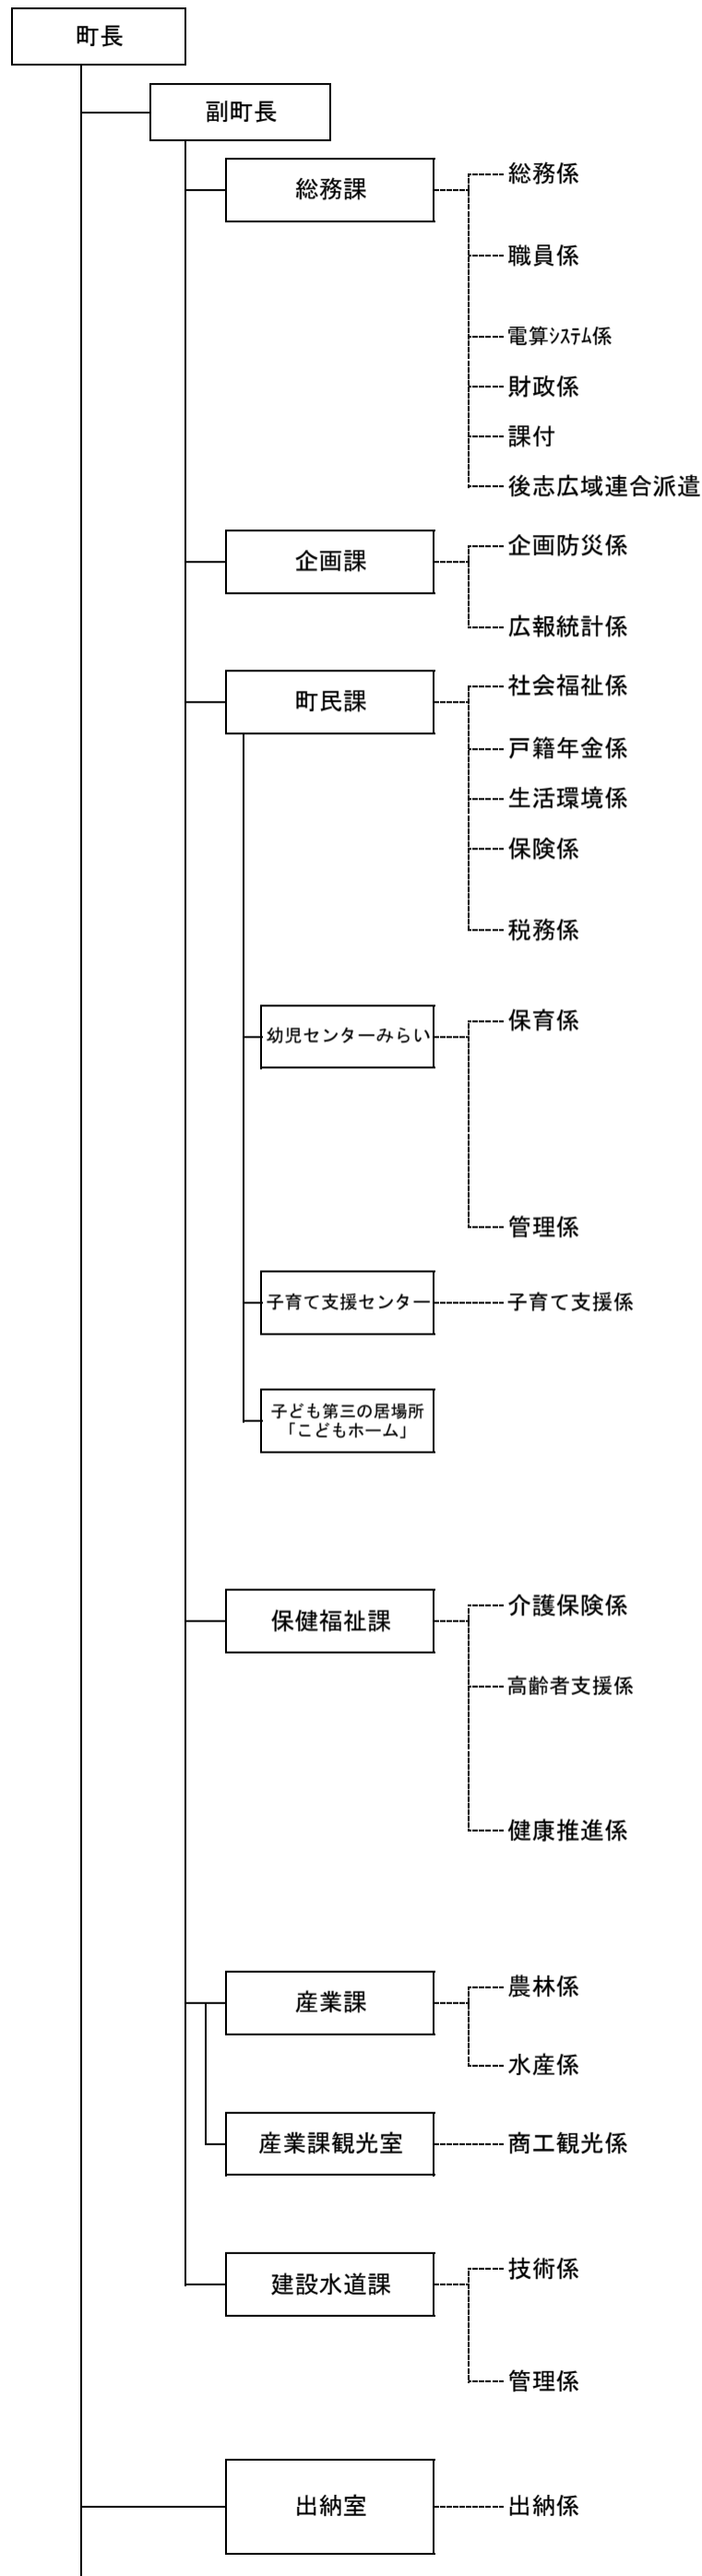 町長
副町長
総務課
総務係
職員係
電算ｼｽﾃﾑ係
財政係
課付
後志広域連合派遣
企画課
企画防災係
広報統計係
町民課
社会福祉係
戸籍年金係
生活環境係
保険係
税務係
幼児センターみらい
保育係
管理係
子育て支援センター
子育て支援係
子ども第三の居場所
「こどもホーム」
保健福祉課
介護保険係
高齢者支援係
健康推進係
産業課
農林係
水産係
産業課観光室
商工観光係
建設水道課
技術係
管理係
出納室
出納係